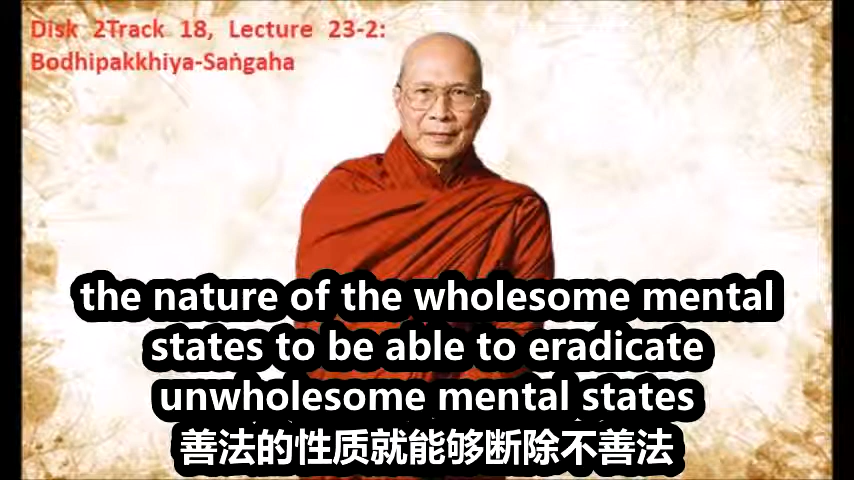 Disk 2Track 18, Lecture 23-2:
Bodhipakkhiya-Saṅgaha
the nature of the wholesome mental
states to be able to eradicate
unwholesome mental states
善法的性质就能够断除不善法